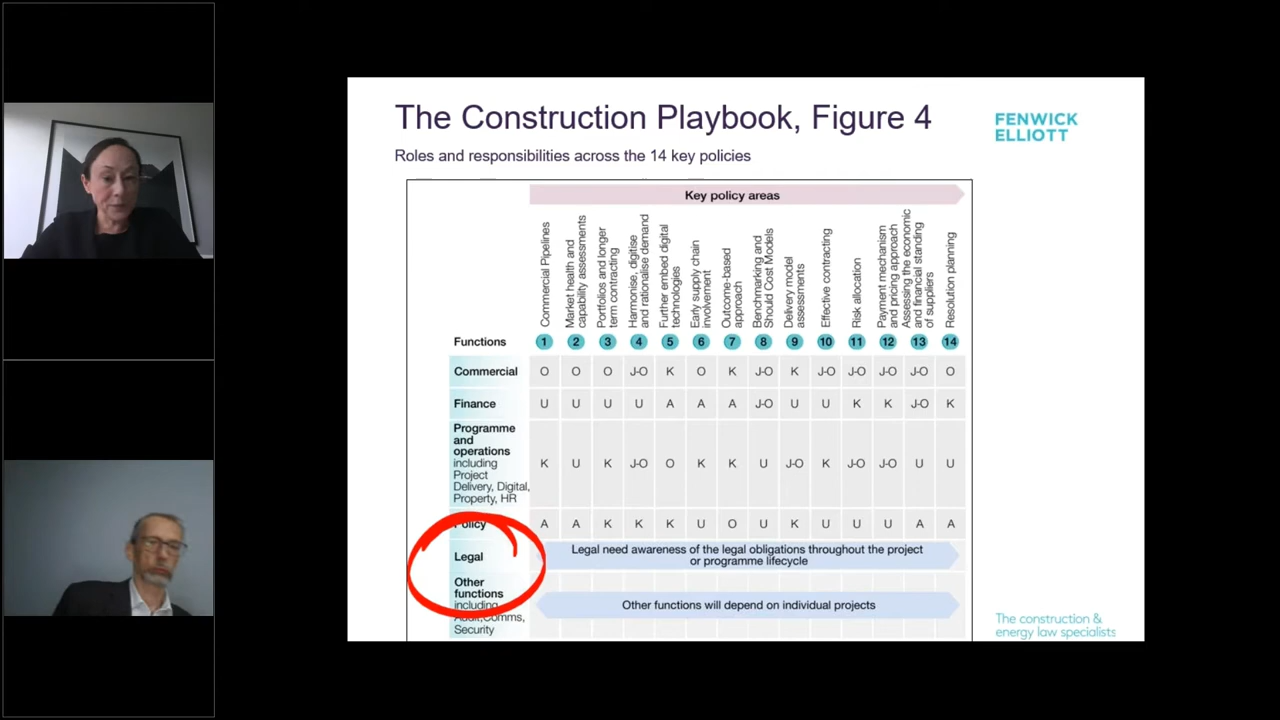 The Construction Playbook, Figure 4
FENWICK
ELLIOTT
Roles and responsibilities across the 14 key policies
Key policy areas
Commercial Pipelines
Market health and
capability assessments
Portfolios and longer
term contracting
Harmonise, digitise
and rationalise demand
Further embed digital
technologies
Early supply chain
involvement
Outcome-based
approach
Benchmarking and
Should Cost Models
Delivery model
assessments
Effective contracting
Risk allocation
Payment mechanism
and pricing approach
Assessing the economic
and financial standing
of suppliers
Resolution planning
Functions 1 2 3 4 5 6 7 8 9 10 11 12 13 14
Commercial O O O J-O K O K J-O K J-O J-O J-O J-O O
Finance U U U U A A A J-O U U K K J-O K
Programme
and
operations
including
Project
Delivery, Digital,
Property, HR
K U K J-O O K K U J-O K J-O J-O U U
Policy A A K K K U O U K U U U A A
Legal
Legal need awareness of the legal obligations throughout the project
or programme lifecycle
Other
functions
including
Audit, Comms,
Security
Other functions will depend on individual projects
The construction &
energy law specialists